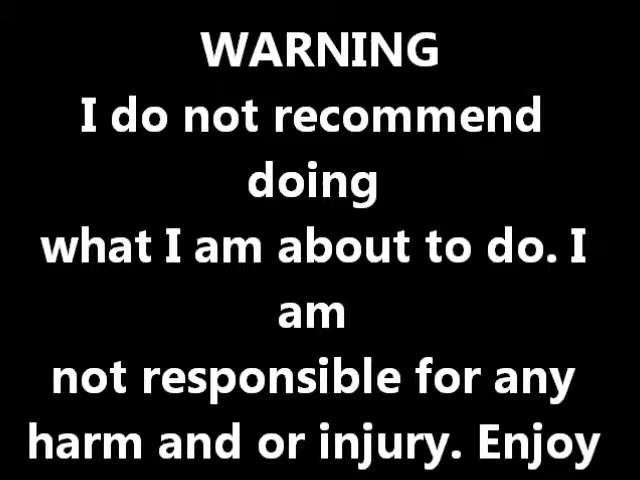 WARNING
I do not recommend
doing
what I am about to do. I
am
not responsible for any
harm and or injury. Enjoy